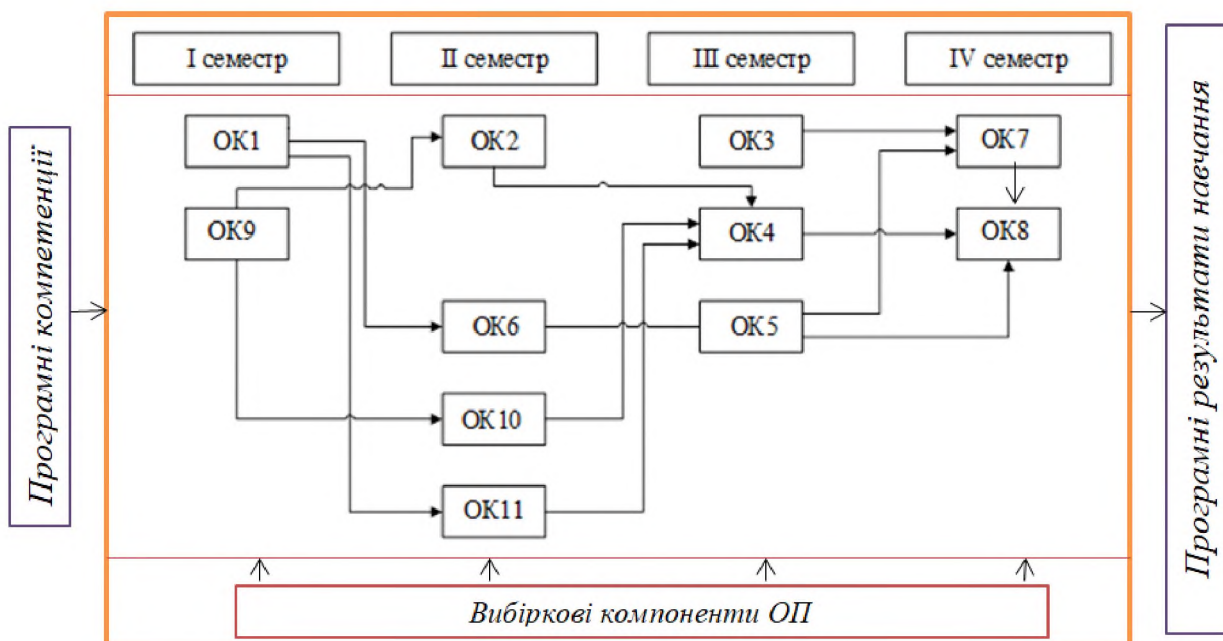 I семестр
II семестр
III семестр
IV семестр
Програмні компетенції
ОК1
ОК2
ОК3
ОК7
ОК9
ОК4
ОК8
ОК6
ОК5
ОК10
ОК11
Вибіркові компоненти ОП
Програмні результати навчання